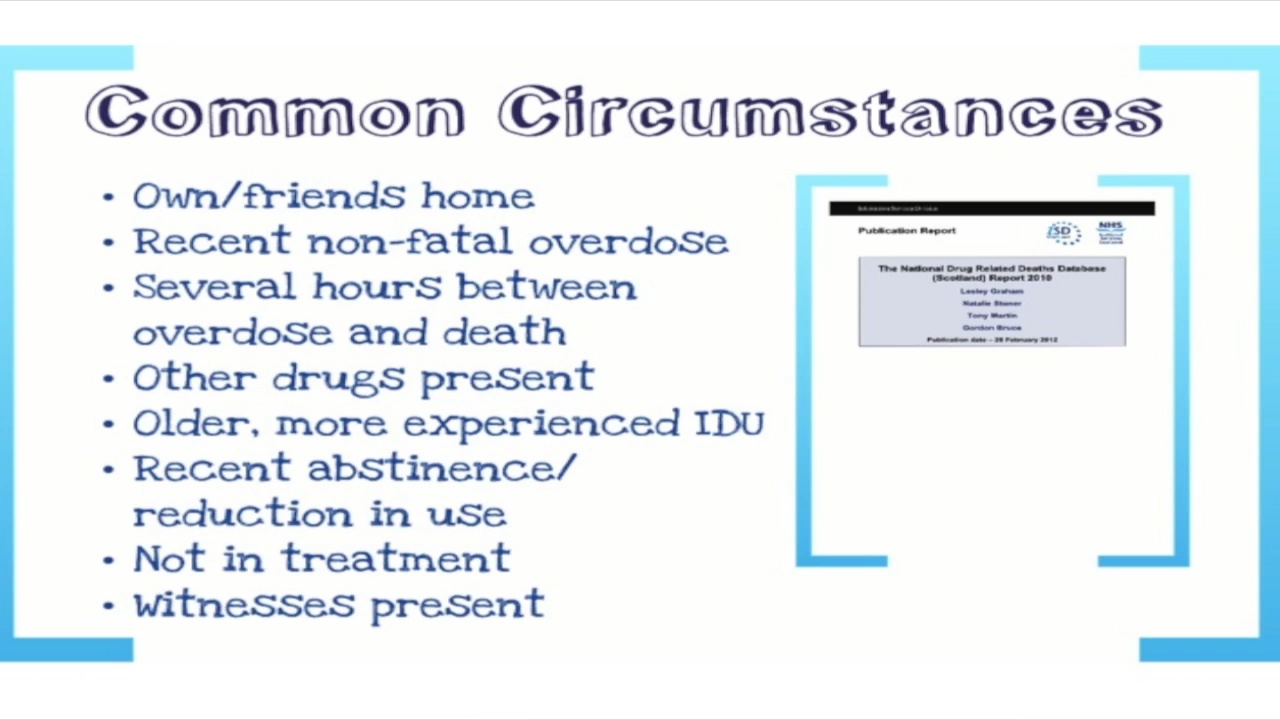 Common Circumstances
• Own/friends home
• Recent non-fatal overdose
• Several hours between
overdose and death
• Other drugs present
• Older, more experienced IDU
• Recent abstinence/
reduction in use
• Not in treatment
• Witnesses present
Publication Report
ISD
NHS
The National Drug Related Deaths Database
(Scotland) Report 2010
Lesley Graham
Natalie Stoner
Tony Martin
Gordon Bruce
Publication date – 28 February 2012